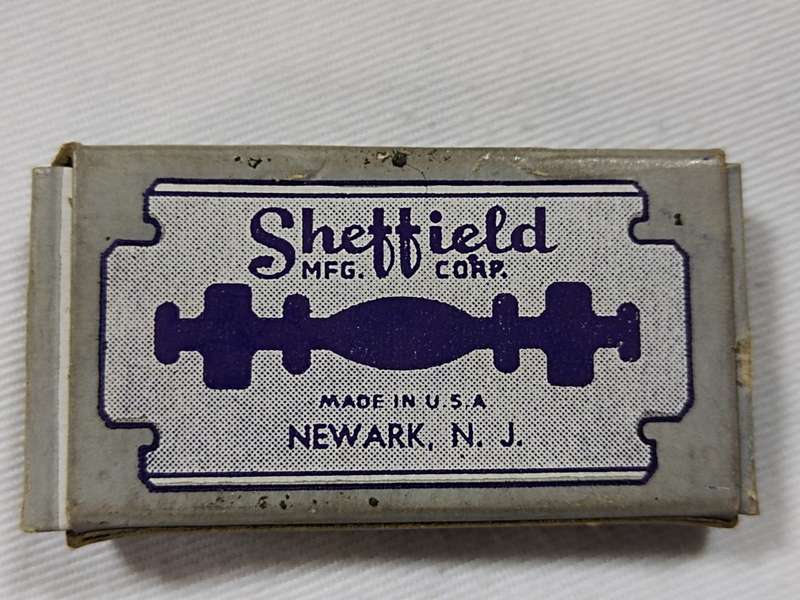 Sheffield
MFG. CORP.
MADE IN U.S.A
NEWARK, N. J.